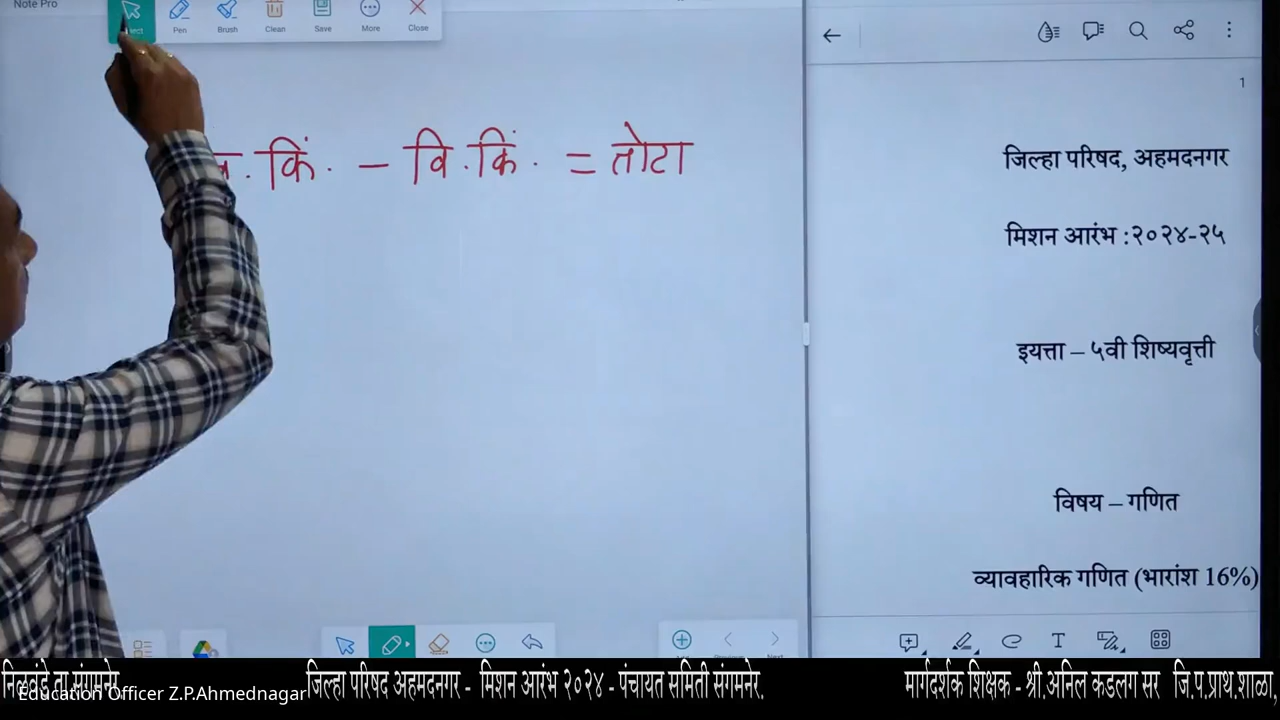 Note Pro
Pen Brush Clean Save More Close
किं. – वि.किं. = तोटा
1
जिल्हा परिषद, अहमदनगर
मिशन आरंभ :२०२४-२५
इयत्ता – ५वी शिष्यवृत्ती
विषय – गणित
व्यावहारिक गणित (भारांश 16%)
निळवंडे ता संगमनेर जिल्हा परिषद अहमदनगर - मिशन आरंभ २०२४ - पंचायत समिती संगमनेर. मार्गदर्शक शिक्षक - श्री.अनिल कडलग सर जि.प.प्राथ.शाळा,
Education Officer Z.P.Ahmednagar